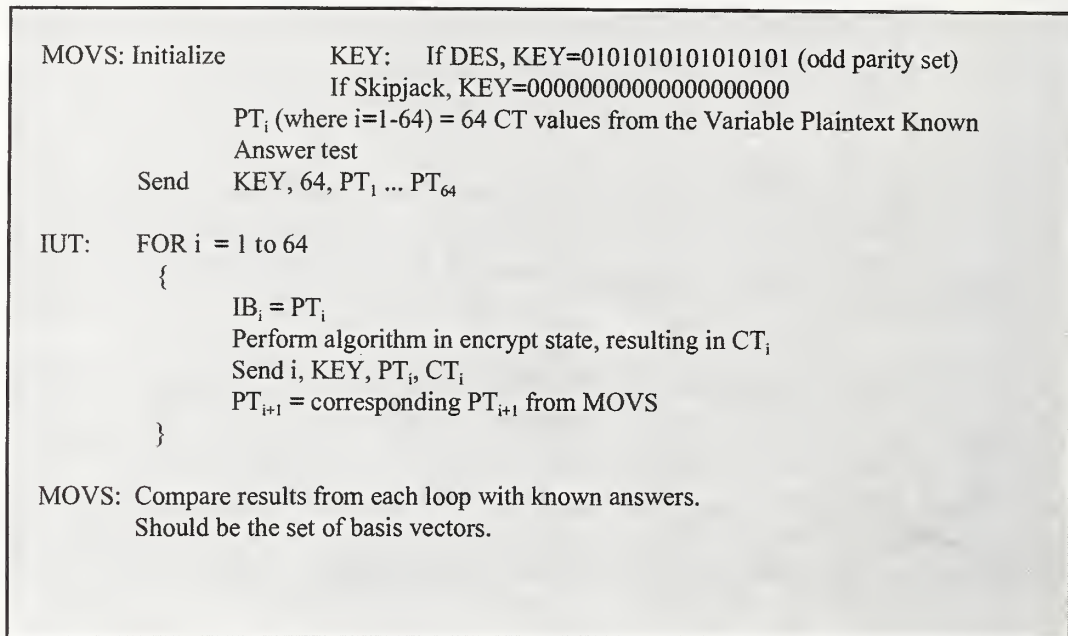 MOVS: Initialize KEY: If DES, KEY=0101010101010101 (odd parity set)
If Skipjack, KEY=00000000000000000000
PTi (where i=1-64) = 64 CT values from the Variable Plaintext Known
Answer test
Send KEY, 64, PT1 ... PT64
IUT: FOR i = 1 to 64
{
IBi = PTi
Perform algorithm in encrypt state, resulting in CTi
Send i, KEY, PTi, CTi
PTi+1 = corresponding PTi+1 from MOVS
}
MOVS: Compare results from each loop with known answers.
Should be the set of basis vectors.